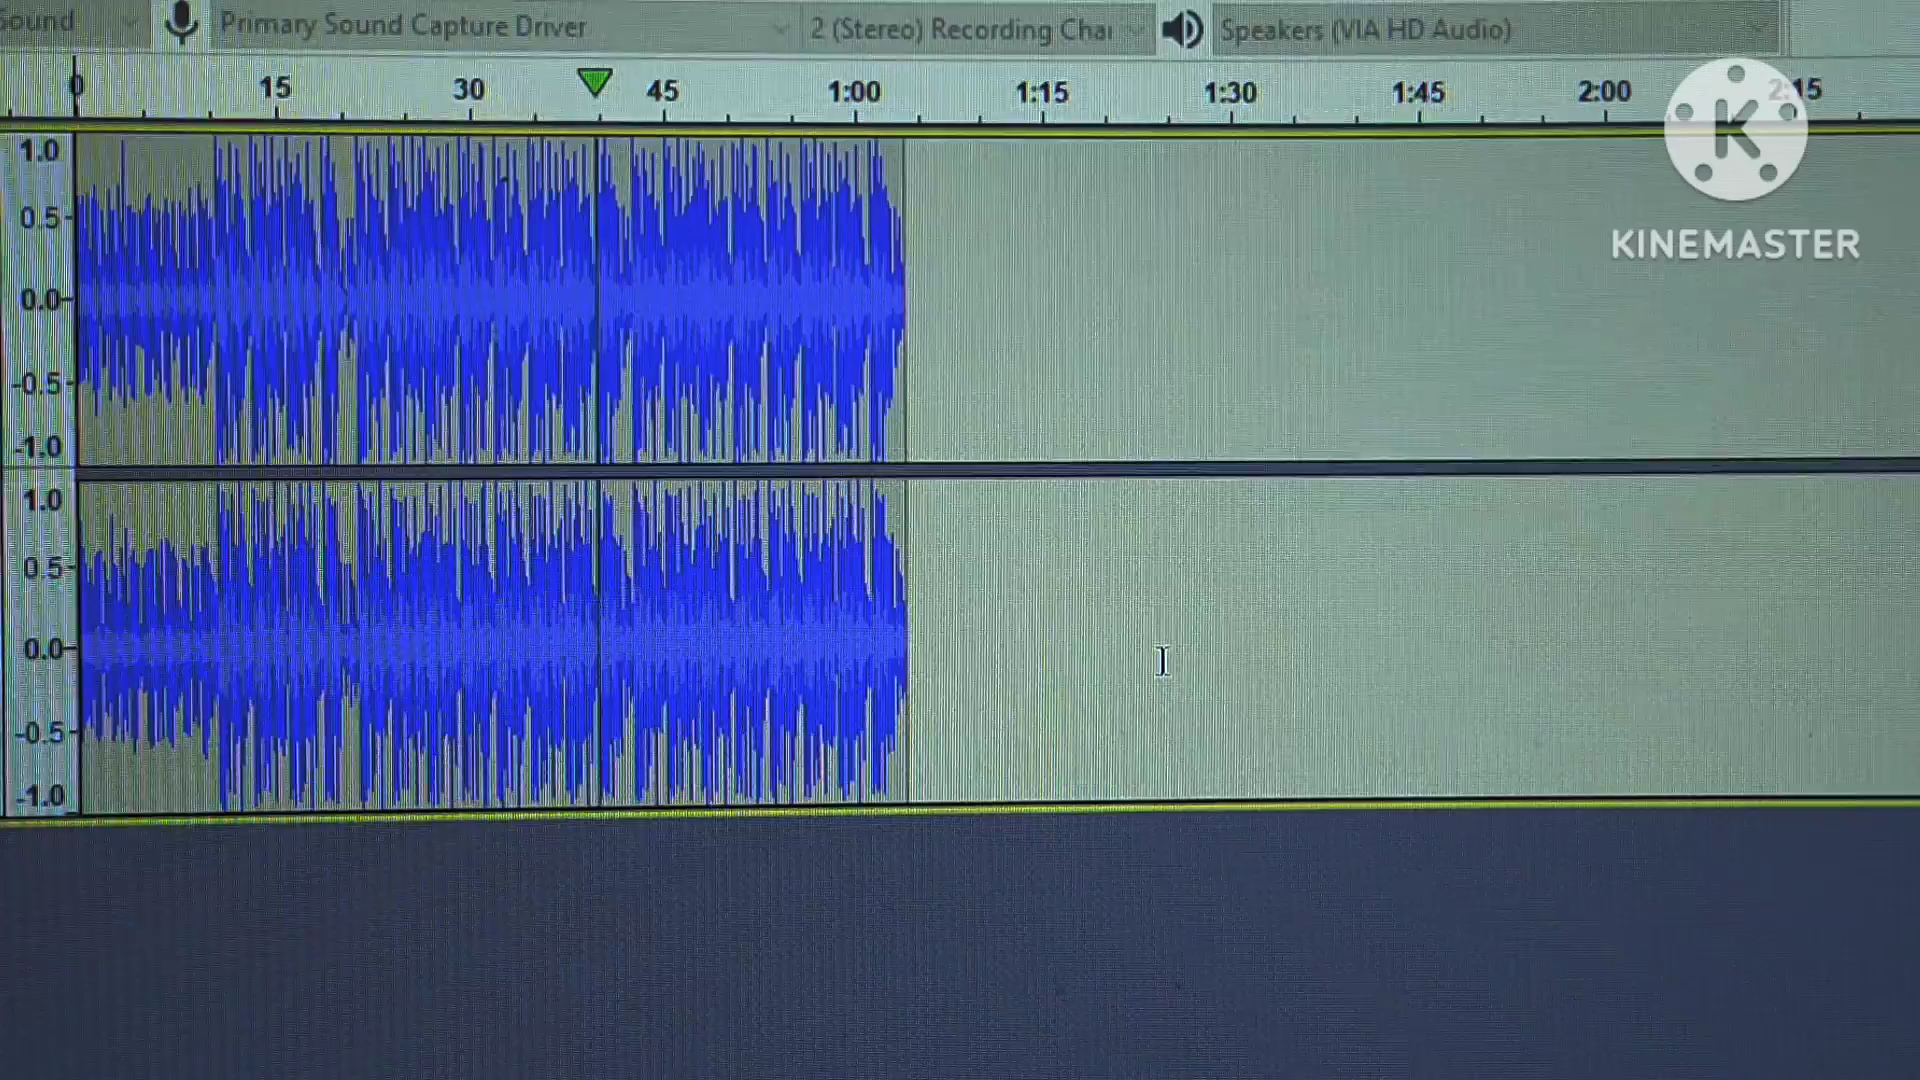 Sound Primary Sound Capture Driver 2 (Stereo) Recording Chai Speakers (VIA HD Audio)
0 15 30 45 1:00 1:15 1:30 1:45 2:00 2:15
K
KINEMASTER
1.0
0.5
0.0
-0.5
-1.0
1.0
0.5
0.0
-0.5
-1.0